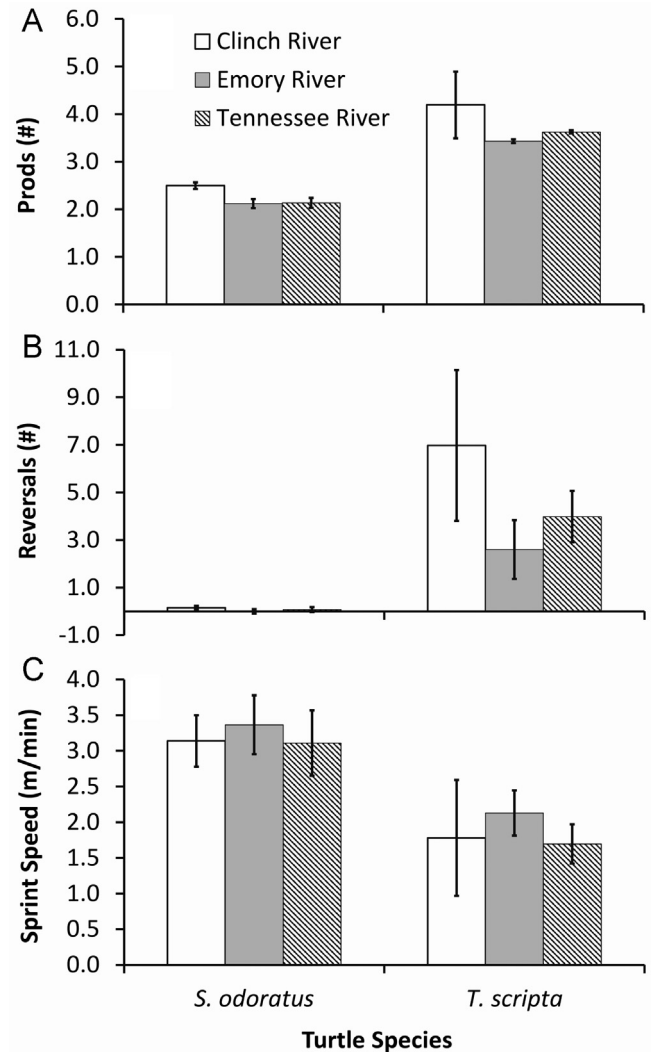 A
Prods (#)
6.0
5.0
4.0
3.0
2.0
1.0
0.0
Clinch River
Emory River
Tennessee River
B
Reversals (#)
11.0
9.0
7.0
5.0
3.0
1.0
-1.0
C
Sprint Speed (m/min)
4.0
3.5
3.0
2.5
2.0
1.5
1.0
0.5
0.0
S. odoratus
T. scripta
Turtle Species